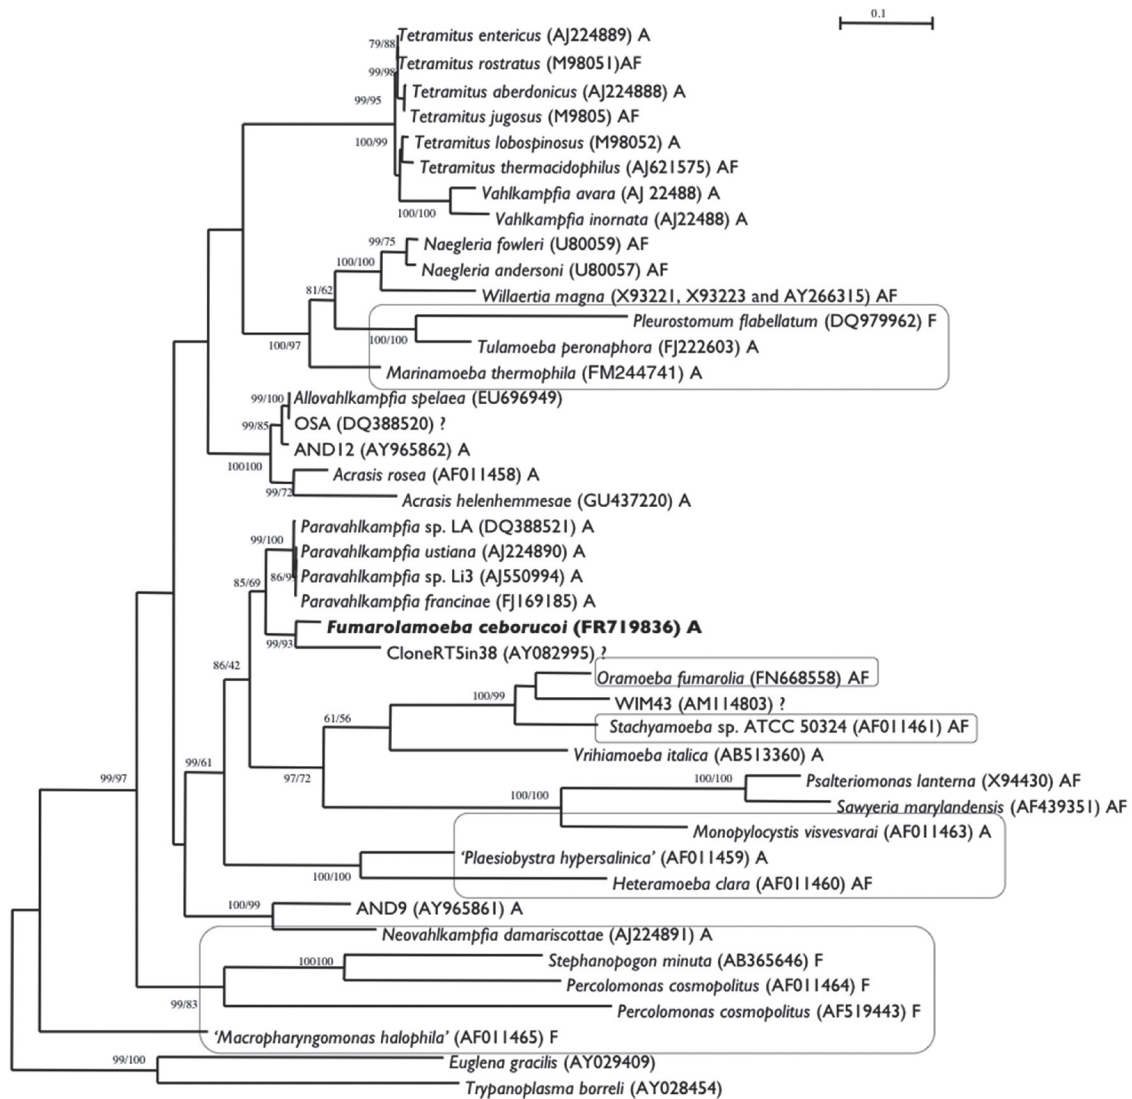 0.1
79/88
Tetramitus entericus (AJ224889) A
Tetramitus rostratus (M98051)AF
99/98
Tetramitus aberdonicus (AJ224888) A
99/95
Tetramitus jugosus (M9805) AF
100/99
Tetramitus lobospinosus (M98052) A
Tetramitus thermacidophilus (AJ621575) AF
Vahlkampfia avara (AJ 22488) A
100/100
Vahlkampfia inornata (AJ22488) A
99/75
Naegleria fowleri (U80059) AF
100/100
Naegleria andersoni (U80057) AF
81/62
Willaertia magna (X93221, X93223 and AY266315) AF
Pleurostomum flabellatum (DQ979962) F
100/100
100/97
Tulamoeba peronaphora (FJ222603) A
Marinamoeba thermophila (FM244741) A
99/100
Allovahlkampfia spelaea (EU696949)
99/85
OSA (DQ388520) ?
AND12 (AY965862) A
100100
Acrasis rosea (AF011458) A
99/72
Acrasis helenhemmesae (GU437220) A
Paravahlkampfia sp. LA (DQ388521) A
99/100
Paravahlkampfia ustiana (AJ224890) A
85/69
86/9
Paravahlkampfia sp. Li3 (AJ550994) A
Paravahlkampfia francinae (FJ169185) A
Fumarolamoeba ceborucoi (FR719836) A
99/93
CloneRT5in38 (AY082995) ?
86/42
Oramoeba fumarolia (FN668558) AF
100/99
WIM43 (AM114803) ?
61/56
Stachyamoeba sp. ATCC 50324 (AF011461) AF
Vrihiamoeba italica (AB513360) A
99/61
97/72
99/97
100/100
Psalteriomonas lanterna (X94430) AF
100/100
Sawyeria marylandensis (AF439351) AF
Monopylocystis visvesvarai (AF011463) A
'Plaesiobystra hypersalinica' (AF011459) A
100/100
Heteramoeba clara (AF011460) AF
100/99
AND9 (AY965861) A
Neovahlkampfia damariscottae (AJ224891) A
100100
Stephanopogon minuta (AB365646) F
Percolomonas cosmopolitus (AF011464) F
99/83
Percolomonas cosmopolitus (AF519443) F
'Macropharyngomonas halophila' (AF011465) F
99/100
Euglena gracilis (AY029409)
Trypanoplasma borreli (AY028454)